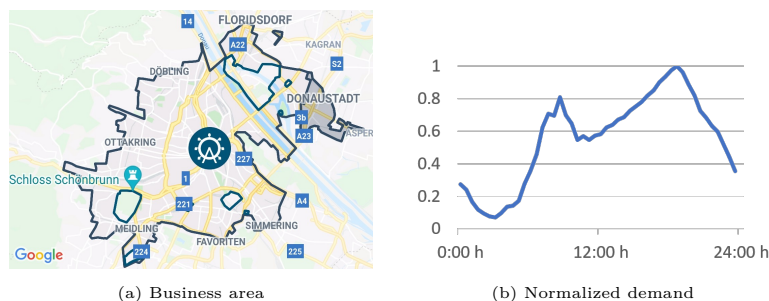 14
FLORIDSDORF
A22
KAGRAN
S2
DÖBLING
DONAUSTADT
3b
A23
ASPER
OTTAKRING
227
Schloss Schönbrunn
1
221
A4
MEIDLING
SIMMERING
FAVORITEN
224
225
Google
1
0.8
0.6
0.4
0.2
0
0:00 h
12:00 h
24:00 h
(a) Business area
(b) Normalized demand